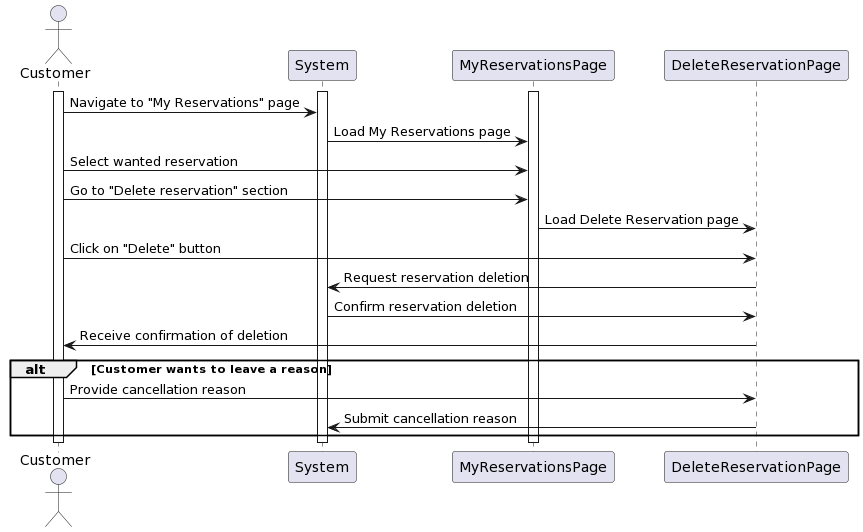 Customer
System
MyReservationsPage
DeleteReservationPage
Navigate to "My Reservations" page
Load My Reservations page
Select wanted reservation
Go to "Delete reservation" section
Load Delete Reservation page
Click on "Delete" button
Request reservation deletion
Confirm reservation deletion
Receive confirmation of deletion
alt [Customer wants to leave a reason]
Provide cancellation reason
Submit cancellation reason
Customer
System
MyReservationsPage
DeleteReservationPage